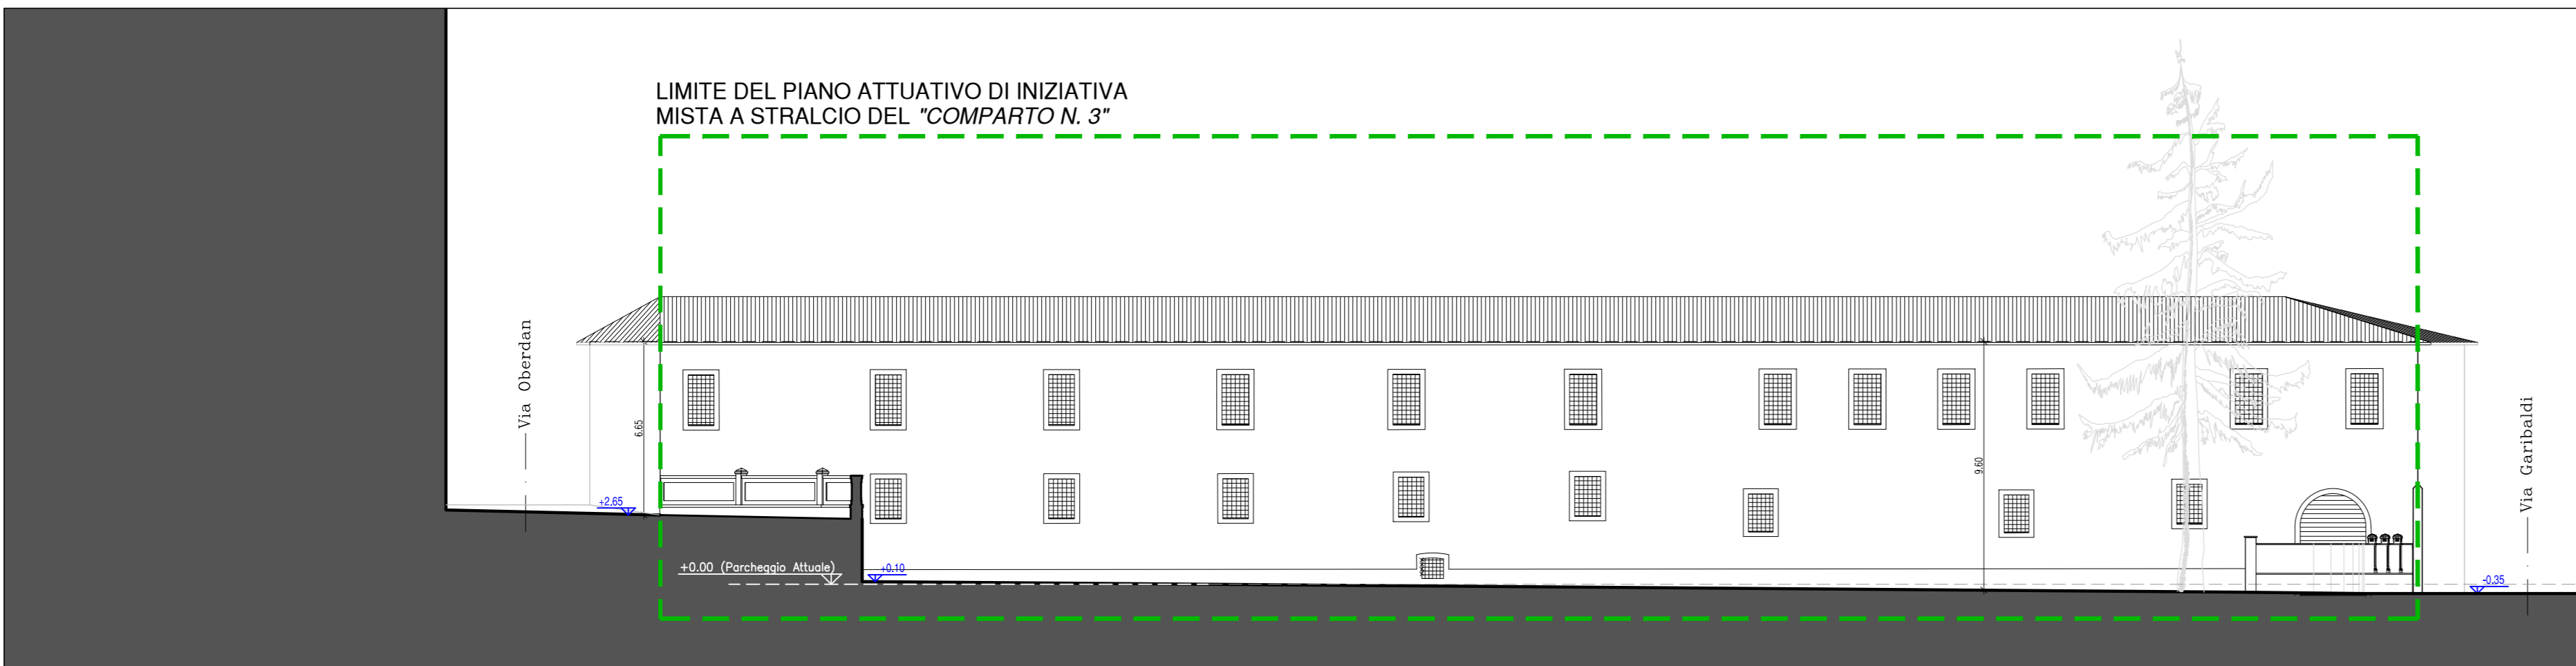 LIMITE DEL PIANO ATTUATIVO DI INIZIATIVA
MISTA A STRALCIO DEL "COMPARTO N. 3"
Via Oberdan
6.65
+2.65
+0.00 (Parcheggio Attuale)
+0.10
9.60
-0.35
Via Garibaldi